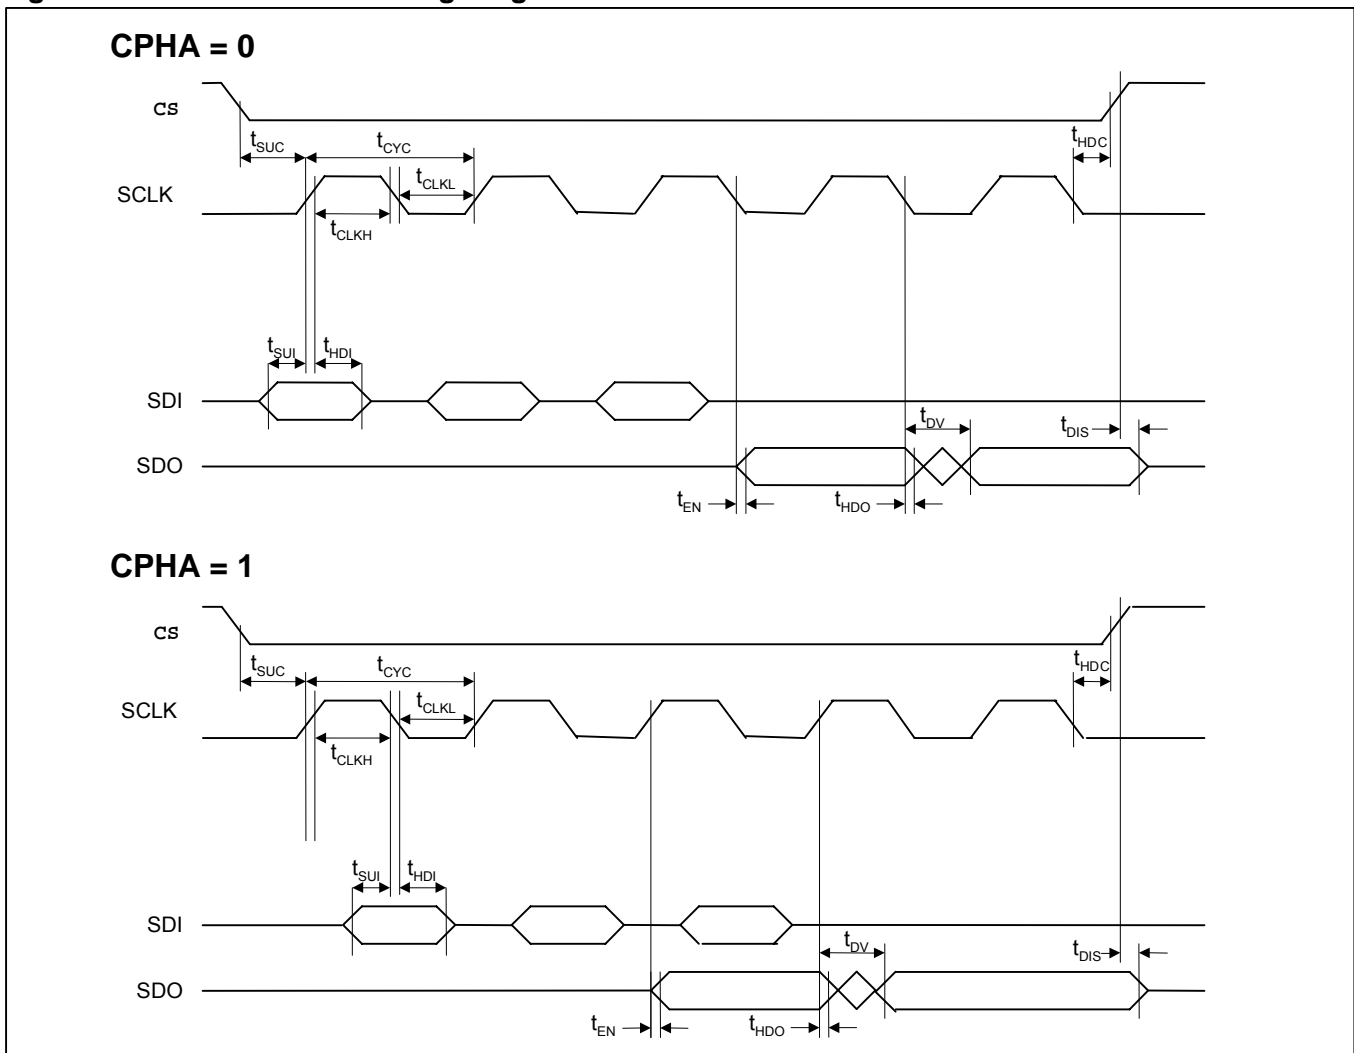 CPHA = 0
cs
tSUC
tCYC
tHDC
tCLKL
SCLK
tCLKH
tSUI
tHDI
SDI
tDV
tDIS
SDO
tEN
tHDO
CPHA = 1
cs
tSUC
tCYC
tHDC
tCLKL
SCLK
tCLKH
tSUI
tHDI
SDI
tDV
tDIS
SDO
tEN
tHDO